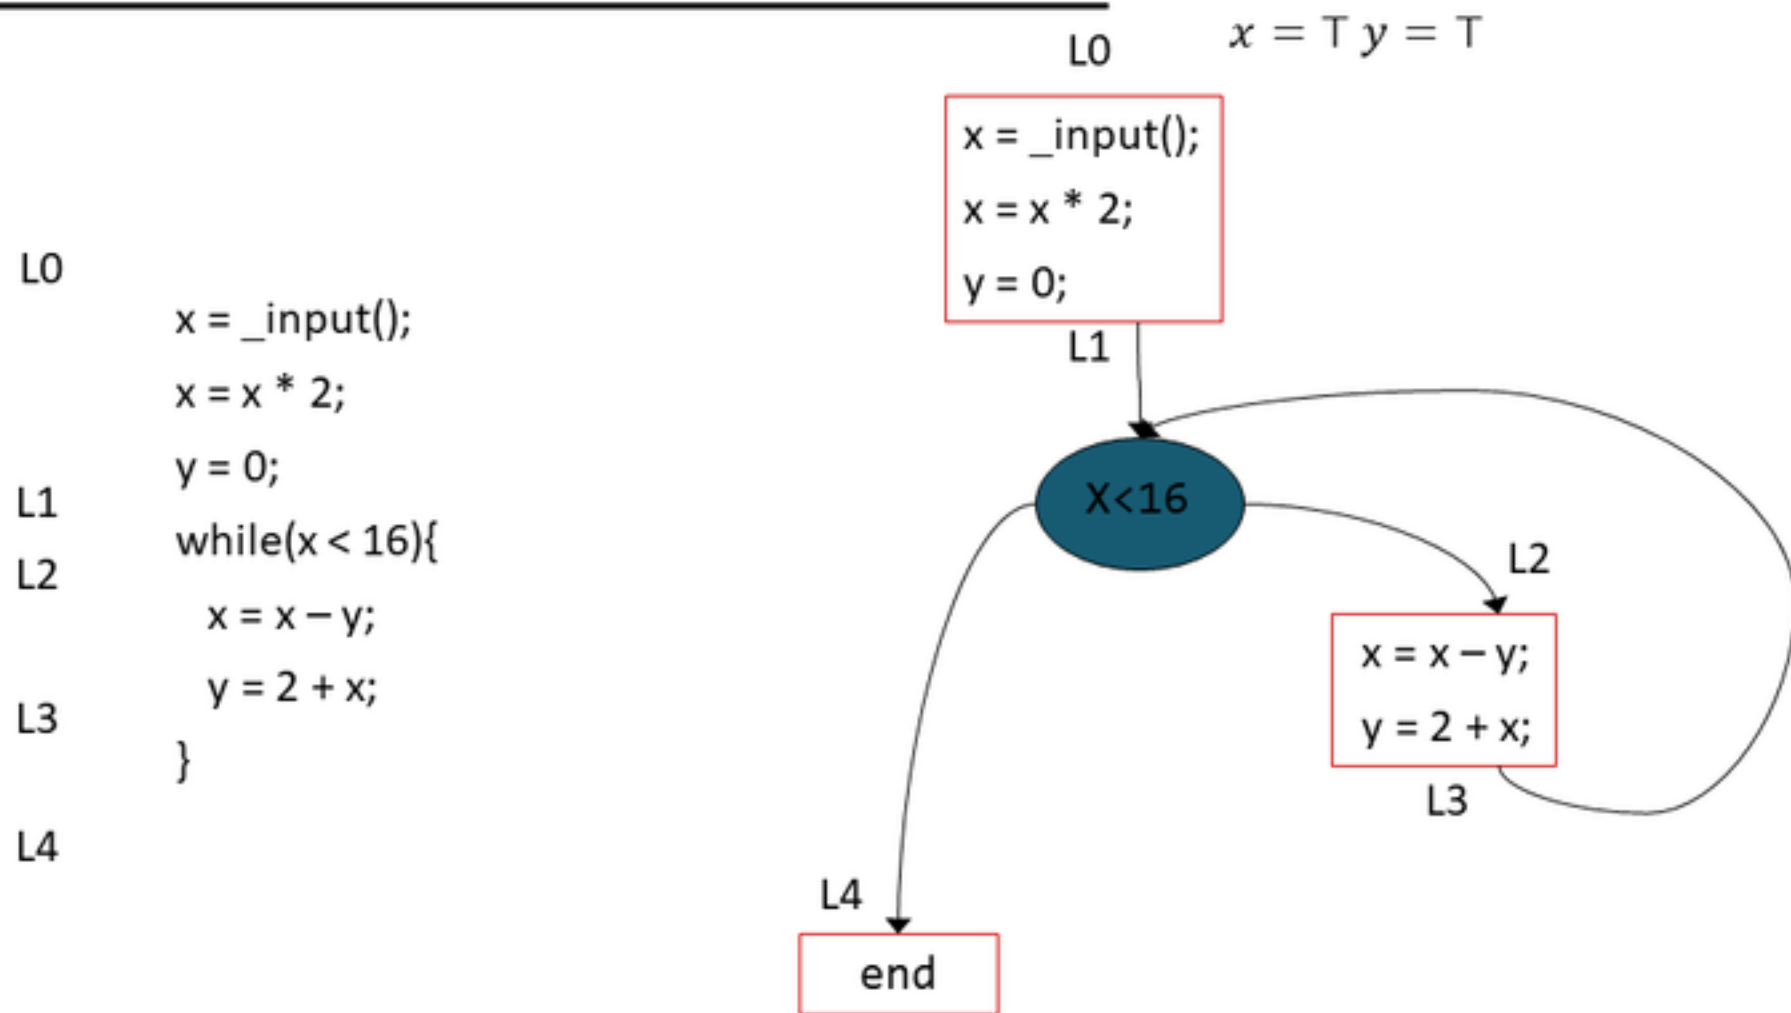 L0
x = _input();
x = x * 2;
y = 0;
L1
while(x < 16){
L2
x = x – y;
y = 2 + x;
L3
}
L4
x = ⊤ y = ⊤
L0
x = _input();
x = x * 2;
y = 0;
L1
X<16
L2
x = x – y;
y = 2 + x;
L3
L4
end